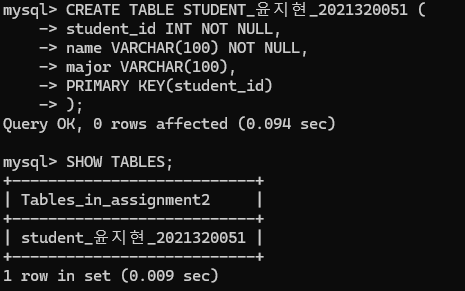 mysql> CREATE TABLE STUDENT_윤지현_2021320051 (
    -> student_id INT NOT NULL,
    -> name VARCHAR(100) NOT NULL,
    -> major VARCHAR(100),
    -> PRIMARY KEY(student_id)
    -> );
Query OK, 0 rows affected (0.094 sec)

mysql> SHOW TABLES;
+---------------------------+
| Tables_in_assignment2     |
+---------------------------+
| student_윤지현_2021320051 |
+---------------------------+
1 row in set (0.009 sec)